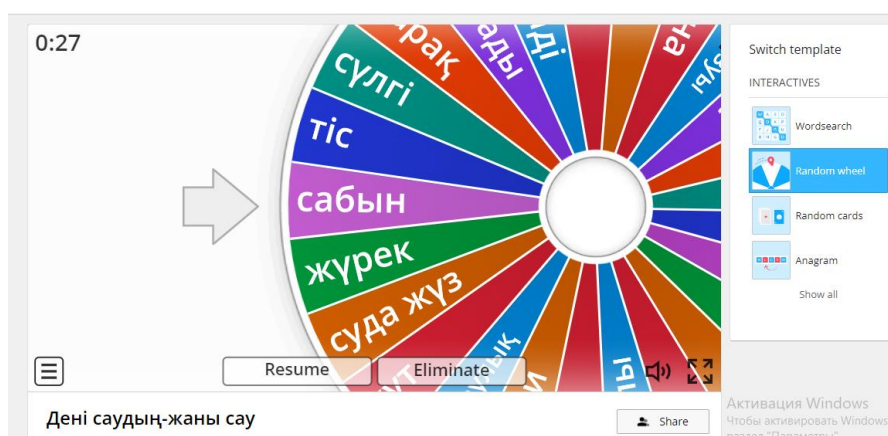 0:27
сүлгі
тіс
сабын
жүрек
суда жүз
Resume
Eliminate
Дені саудың-жаны сау
Share
Switch template
INTERACTIVES
Wordsearch
Random wheel
Random cards
Anagram
Show all
Активация Windows
Чтобы активировать Windows